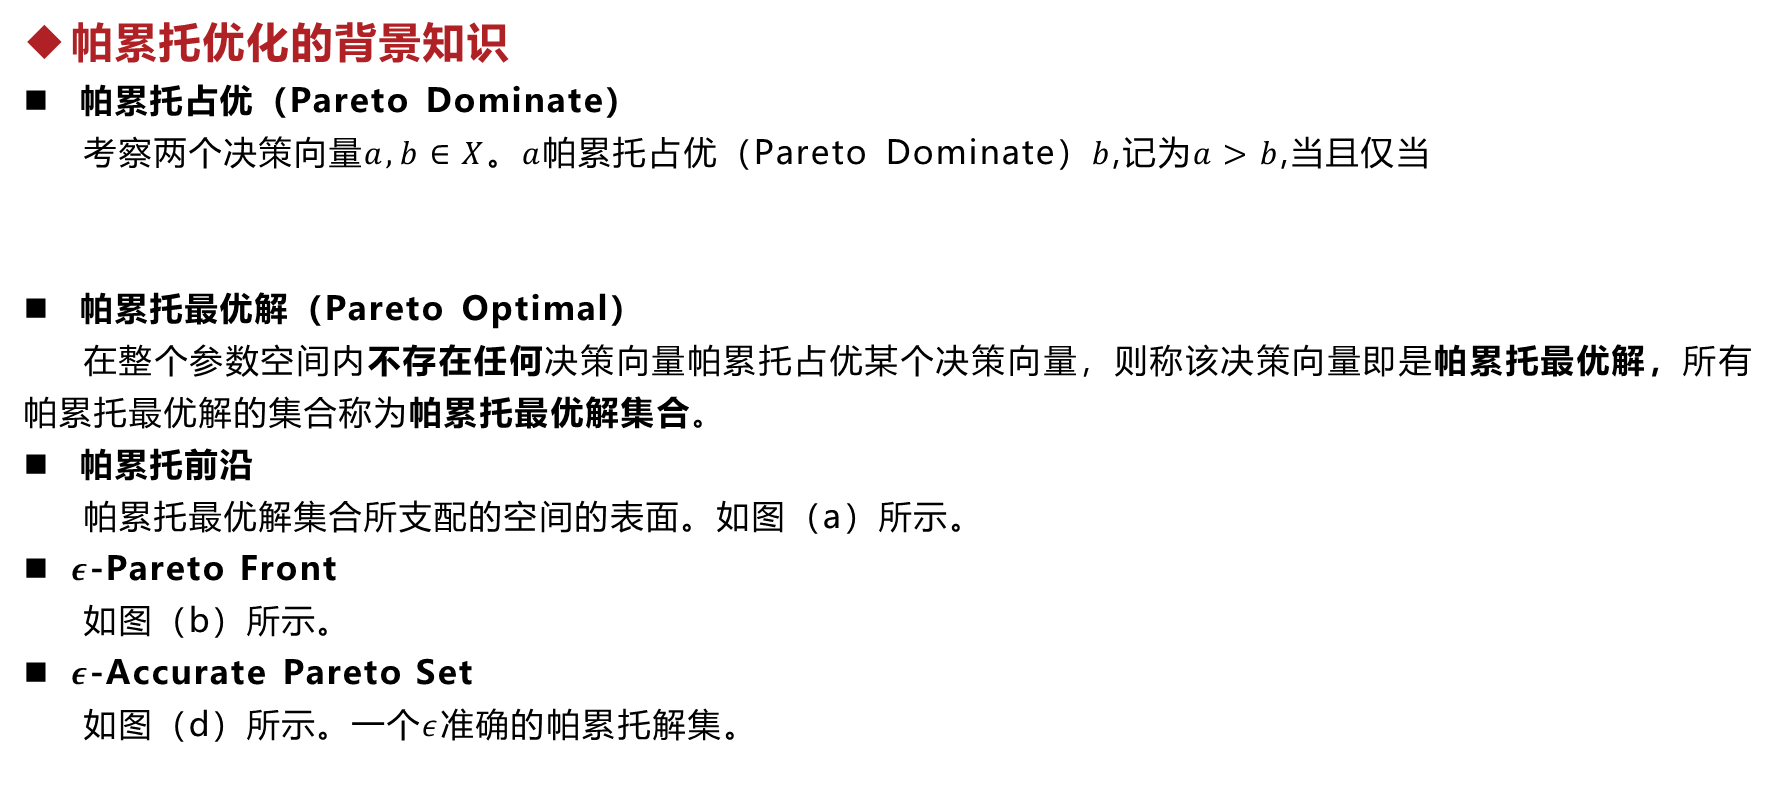 ◆帕累托优化的背景知识
■ 帕累托占优（Pareto Dominate）
考察两个决策向量a, b ∈ X。a帕累托占优（Pareto Dominate）b,记为a > b,当且仅当
■ 帕累托最优解（Pareto Optimal）
在整个参数空间内不存在任何决策向量帕累托占优某个决策向量，则称该决策向量即是帕累托最优解，所有
帕累托最优解的集合称为帕累托最优解集合。
■ 帕累托前沿
帕累托最优解集合所支配的空间的表面。如图（a）所示。
■ ϵ-Pareto Front
如图（b）所示。
■ ϵ-Accurate Pareto Set
如图（d）所示。一个ϵ准确的帕累托解集。